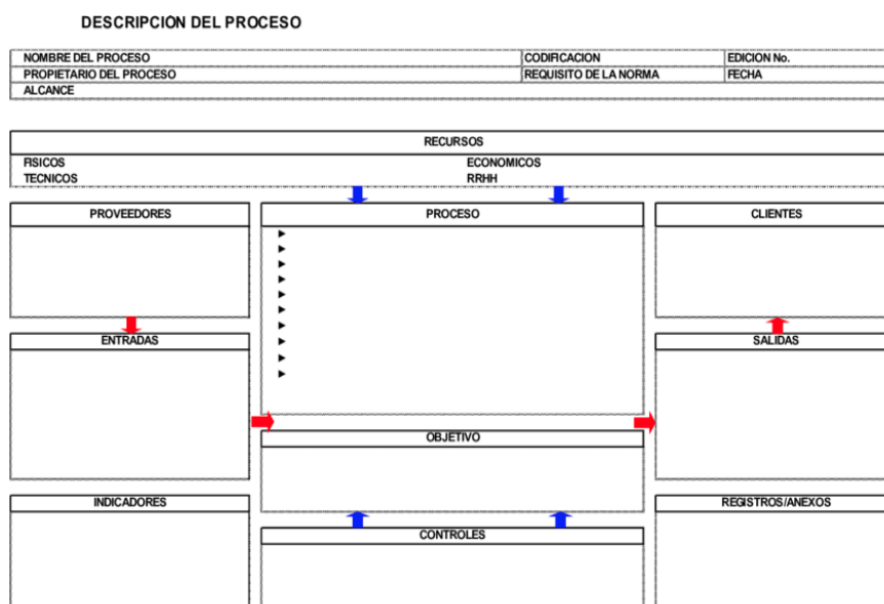 DESCRIPCION DEL PROCESO
NOMBRE DEL PROCESO CODIFICACION EDICION No.
PROPIETARIO DEL PROCESO REQUISITO DE LA NORMA FECHA
ALCANCE
RECURSOS
FISICOS ECONOMICOS
TECNICOS RRHH
PROVEEDORES PROCESO CLIENTES
ENTRADAS SALIDAS
OBJETIVO
INDICADORES REGISTROS/ANEXOS
CONTROLES